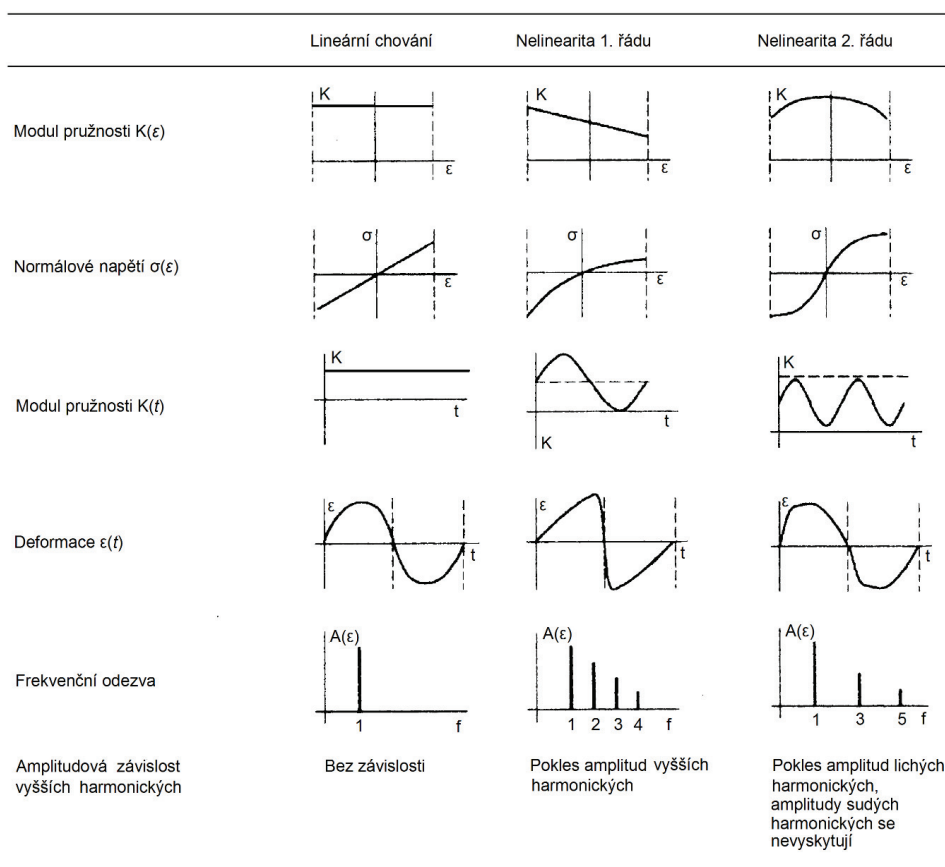 Lineární chování Nelinearita 1. řádu Nelinearita 2. řádu
Modul pružnosti K(ε)
K ε
K ε
K ε
Normálové napětí σ(ε)
σ ε
σ ε
σ ε
Modul pružnosti K(t)
K t
K t K
K t
Deformace ε(t)
ε t
ε t
ε t
Frekvenční odezva
A(ε)
1 f
A(ε)
1 2 3 4 f
A(ε)
1 3 5 f
Amplitudová závislost
vyšších harmonických
Bez závislosti
Pokles amplitud vyšších
harmonických
Pokles amplitud lichých
harmonických,
amplitudy sudých
harmonických se
nevyskytují